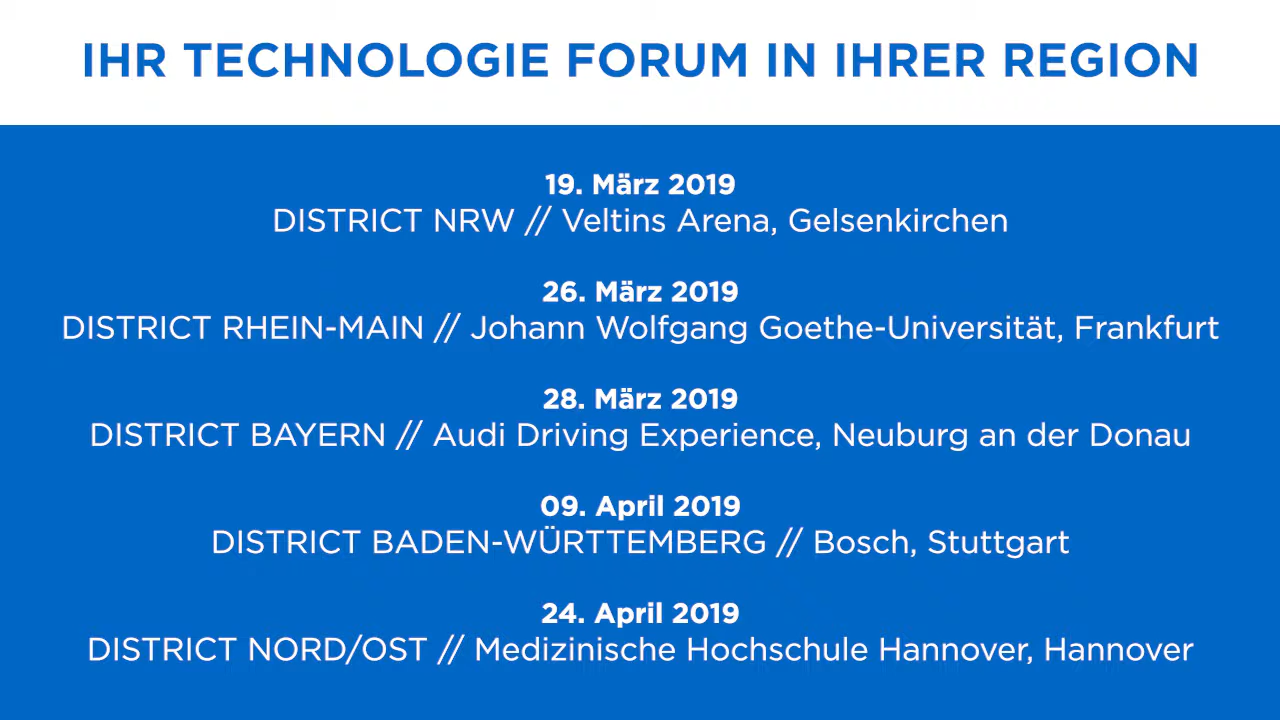 IHR TECHNOLOGIE FORUM IN IHRER REGION
19. März 2019
DISTRICT NRW // Veltins Arena, Gelsenkirchen
26. März 2019
DISTRICT RHEIN-MAIN // Johann Wolfgang Goethe-Universität, Frankfurt
28. März 2019
DISTRICT BAYERN // Audi Driving Experience, Neuburg an der Donau
09. April 2019
DISTRICT BADEN-WÜRTTEMBERG // Bosch, Stuttgart
24. April 2019
DISTRICT NORD/OST // Medizinische Hochschule Hannover, Hannover